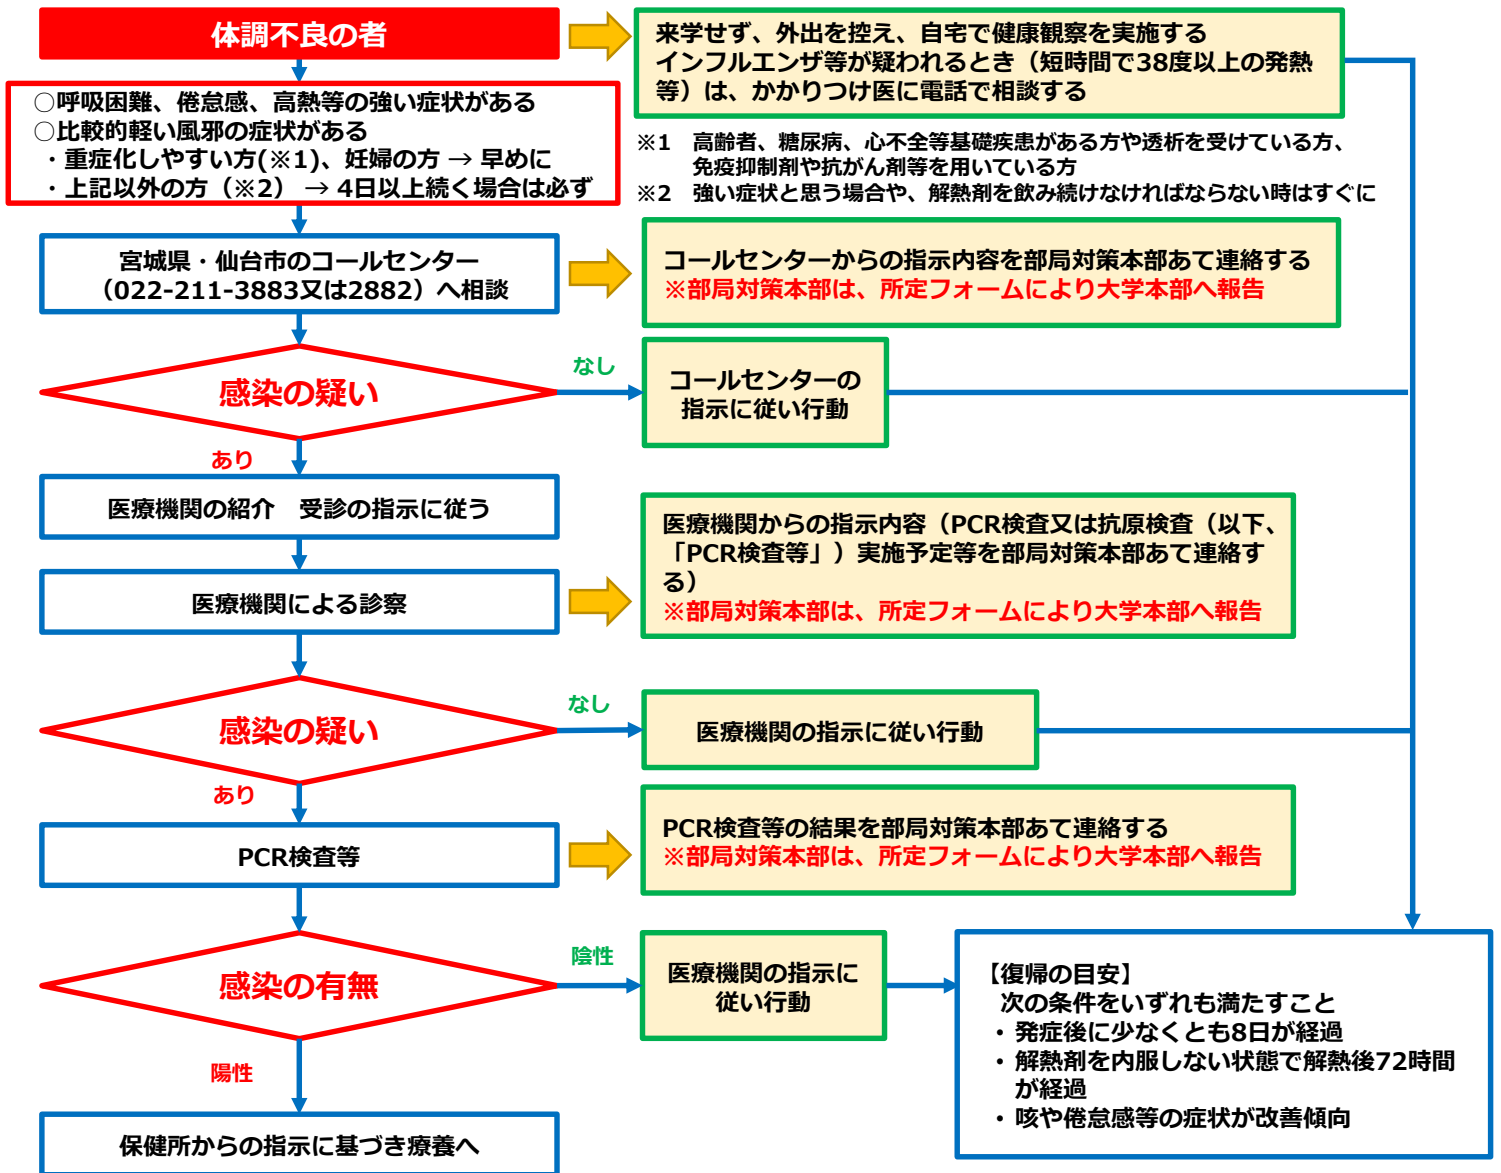 体調不良の者
来学せず、外出を控え、自宅で健康観察を実施する
インフルエンザ等が疑われるとき（短時間で38度以上の発熱
等）は、かかりつけ医に電話で相談する
○呼吸困難、倦怠感、高熱等の強い症状がある
○比較的軽い風邪の症状がある
・重症化しやすい方(※1)、妊婦の方 → 早めに
・上記以外の方（※2） → 4日以上続く場合は必ず
※1　高齢者、糖尿病、心不全等基礎疾患がある方や透析を受けている方、
免疫抑制剤や抗がん剤等を用いている方
※2　強い症状と思う場合や、解熱剤を飲み続けなければならない時はすぐに
宮城県・仙台市のコールセンター
（022-211-3883又は2882）へ相談
コールセンターからの指示内容を部局対策本部あて連絡する
※部局対策本部は、所定フォームにより大学本部へ報告
感染の疑い
なし
コールセンターの
指示に従い行動
あり
医療機関の紹介　受診の指示に従う
医療機関からの指示内容（PCR検査又は抗原検査（以下、
「PCR検査等」）実施予定等を部局対策本部あて連絡す
る）
※部局対策本部は、所定フォームにより大学本部へ報告
医療機関による診察
感染の疑い
なし
医療機関の指示に従い行動
あり
PCR検査等
PCR検査等の結果を部局対策本部あて連絡する
※部局対策本部は、所定フォームにより大学本部へ報告
感染の有無
陰性
医療機関の指示に
従い行動
【復帰の目安】
次の条件をいずれも満たすこと
・発症後に少なくとも8日が経過
・解熱剤を内服しない状態で解熱後72時間
が経過
・咳や倦怠感等の症状が改善傾向
陽性
保健所からの指示に基づき療養へ